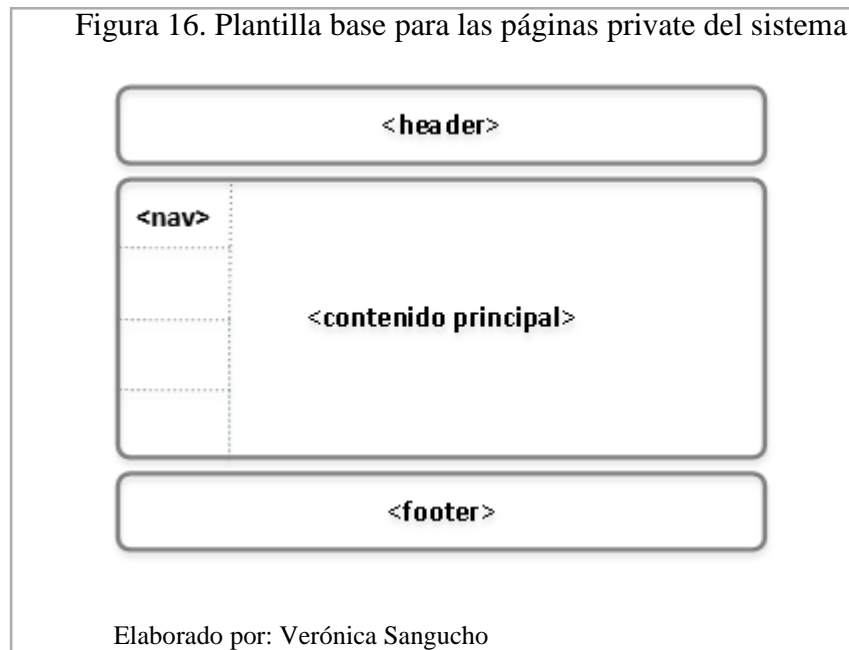 Figura 16. Plantilla base para las páginas private del sistema
<header>
<nav>
<contenido principal>
<footer>
Elaborado por: Verónica Sangucho